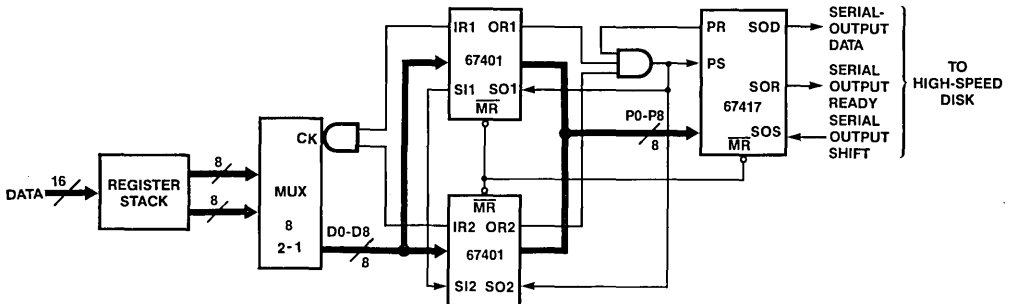 DATA
16
REGISTER
STACK
8
8
CK
MUX
8
2-1
D0-D8
8
IR1 OR1
67401
SI1 SO1
MR
MR
IR2 OR2
67401
SI2 SO2
P0-P8
8
PR SOD
PS
SOR
67417
SOS
MR
SERIAL-
OUTPUT
DATA
SERIAL
OUTPUT
READY
SERIAL
OUTPUT
SHIFT
TO
HIGH-SPEED
DISK